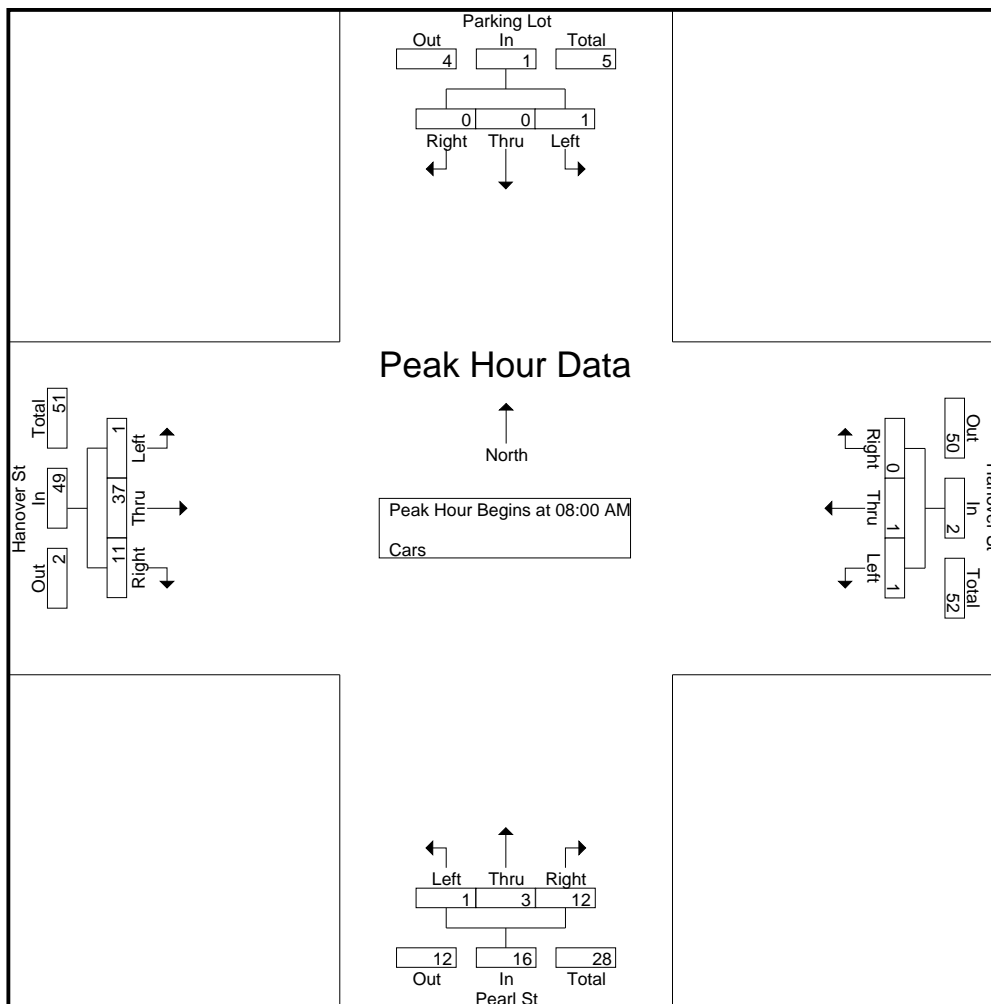 Parking Lot
Out In Total
4 1 5
0 0 1
Right Thru Left
Peak Hour Data
North
Peak Hour Begins at 08:00 AM
Cars
Hanover St
Total In Out
51 49 2
1 37 11
Left Thru Right
Right Thru Left
0 1 1
Out In Total
50 2 52
Hanover St
Left Thru Right
1 3 12
12 16 28
Out In Total
Pearl St